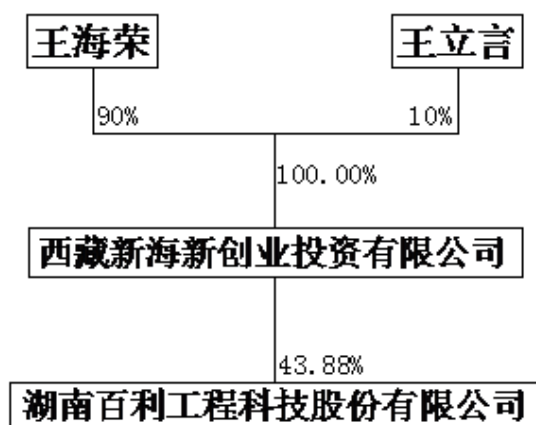 王海荣 王立言
90% 10%
100.00%
西藏新海新创业投资有限公司
43.88%
湖南百利工程科技股份有限公司